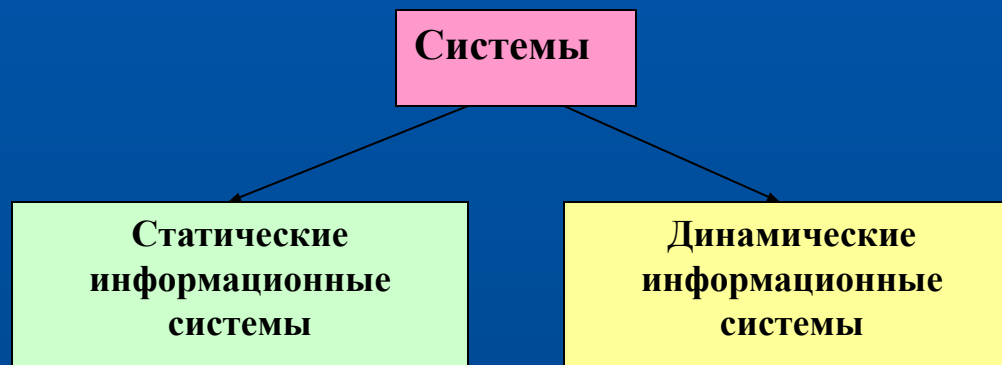 Системы
Статические
информационные
системы
Динамические
информационные
системы